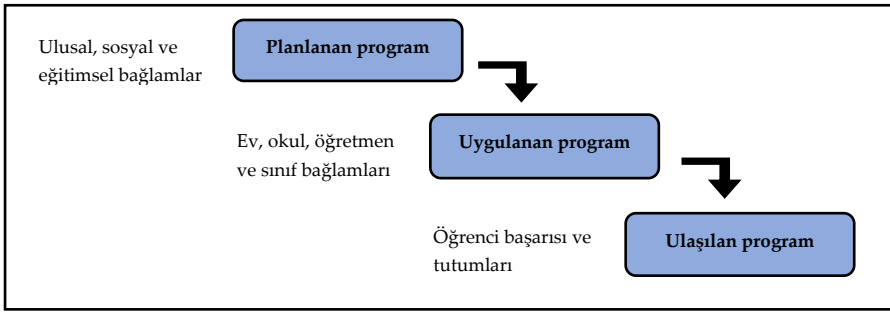 Ulusal, sosyal ve
eğitimsel bağlamlar
Planlanan program
Ev, okul, öğretmen
ve sınıf bağlamları
Uygulanan program
Öğrenci başarısı ve
tutumları
Ulaşılan program